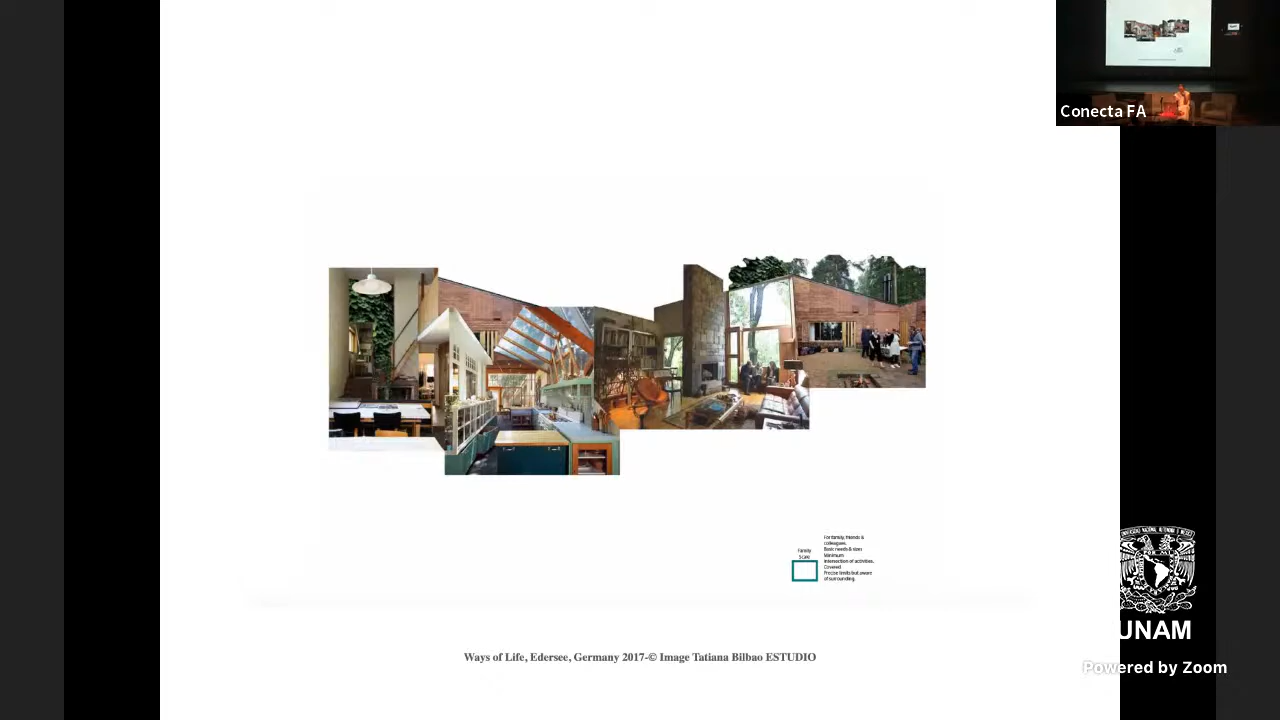 Conecta FA
Family
Scale
For family, friends &
colleagues.
Basic needs & sizes
Minimum
intersection of activities.
Covered
Precise limits but aware
of surrounding.
UNAM
Powered by Zoom
Ways of Life, Edersee, Germany 2017-© Image Tatiana Bilbao ESTUDIO